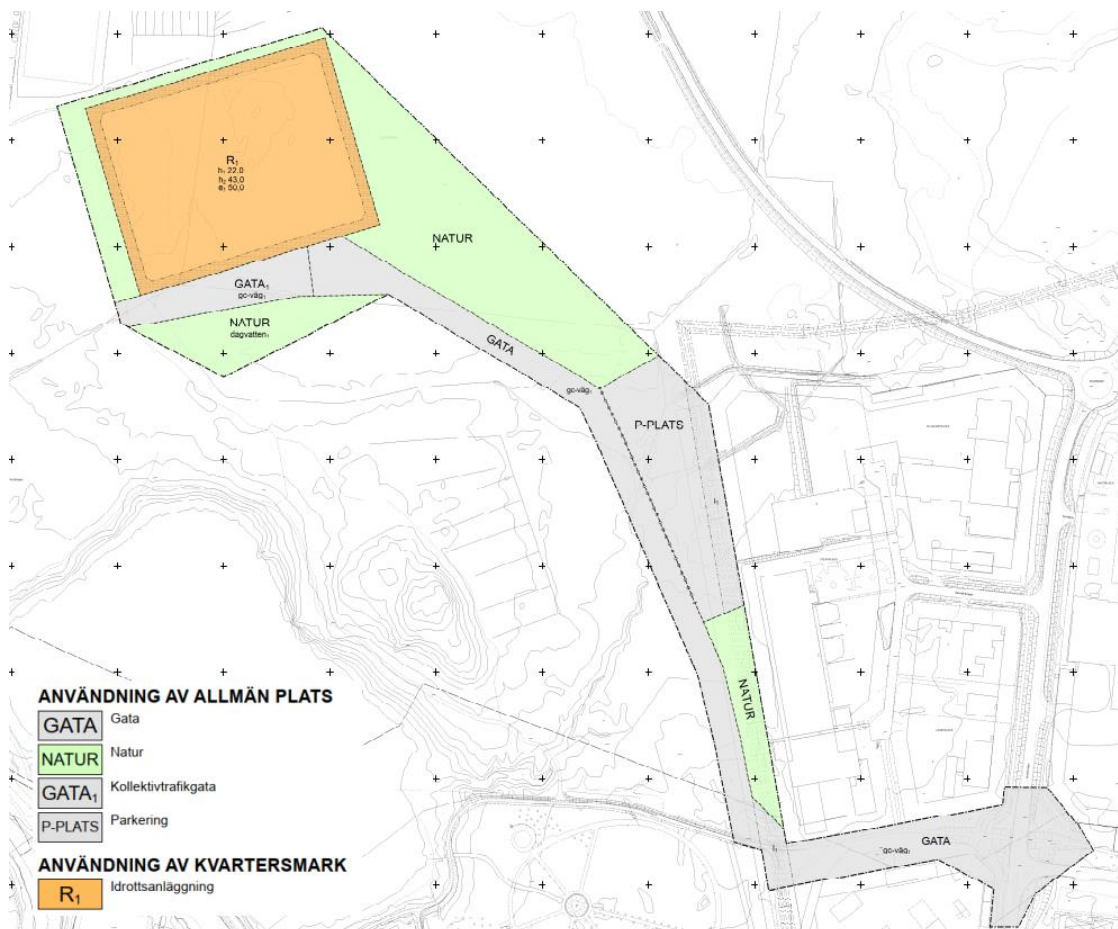 R₁
h₁ 22,0
h₂ 43,0
e₁ 50,0
NATUR
GATA₁
gc-väg₁
NATUR
dagvatten₁
GATA
gc-väg₁
P-PLATS
NATUR
GATA
gc-väg₁
ANVÄNDNING AV ALLMÄN PLATS
GATA Gata
NATUR Natur
GATA₁ Kollektivtrafikgata
P-PLATS Parkering
ANVÄNDNING AV KVARTERSMARK
R₁ Idrottsanläggning